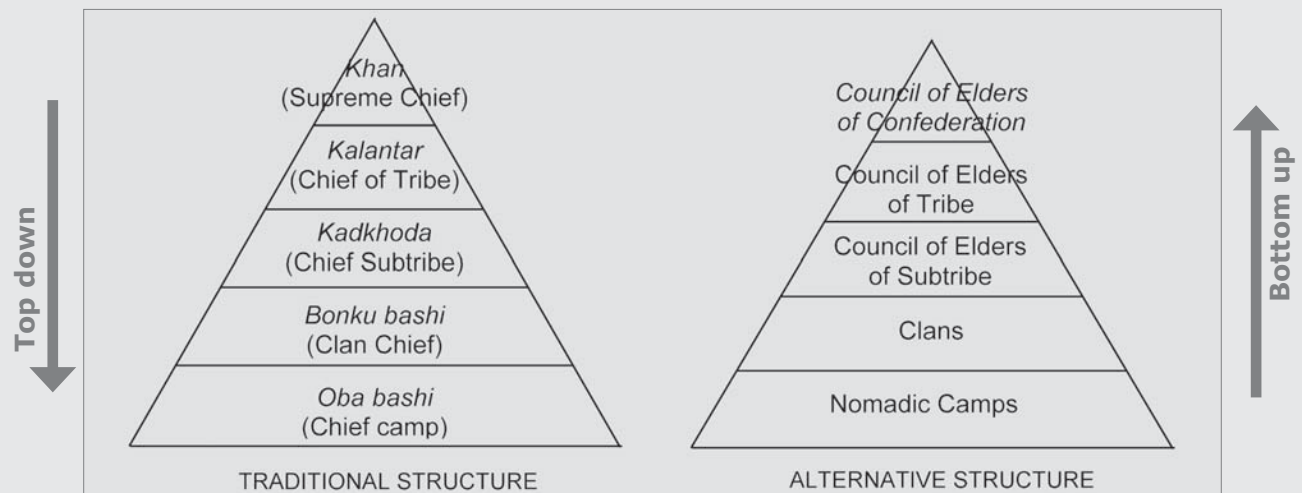 Top down
Khan
(Supreme Chief)
Kalantar
(Chief of Tribe)
Kadkhoda
(Chief Subtribe)
Bonku bashi
(Clan Chief)
Oba bashi
(Chief camp)
TRADITIONAL STRUCTURE
Council of Elders
of Confederation
Council of Elders
of Tribe
Council of Elders
of Subtribe
Clans
Nomadic Camps
ALTERNATIVE STRUCTURE
Bottom up